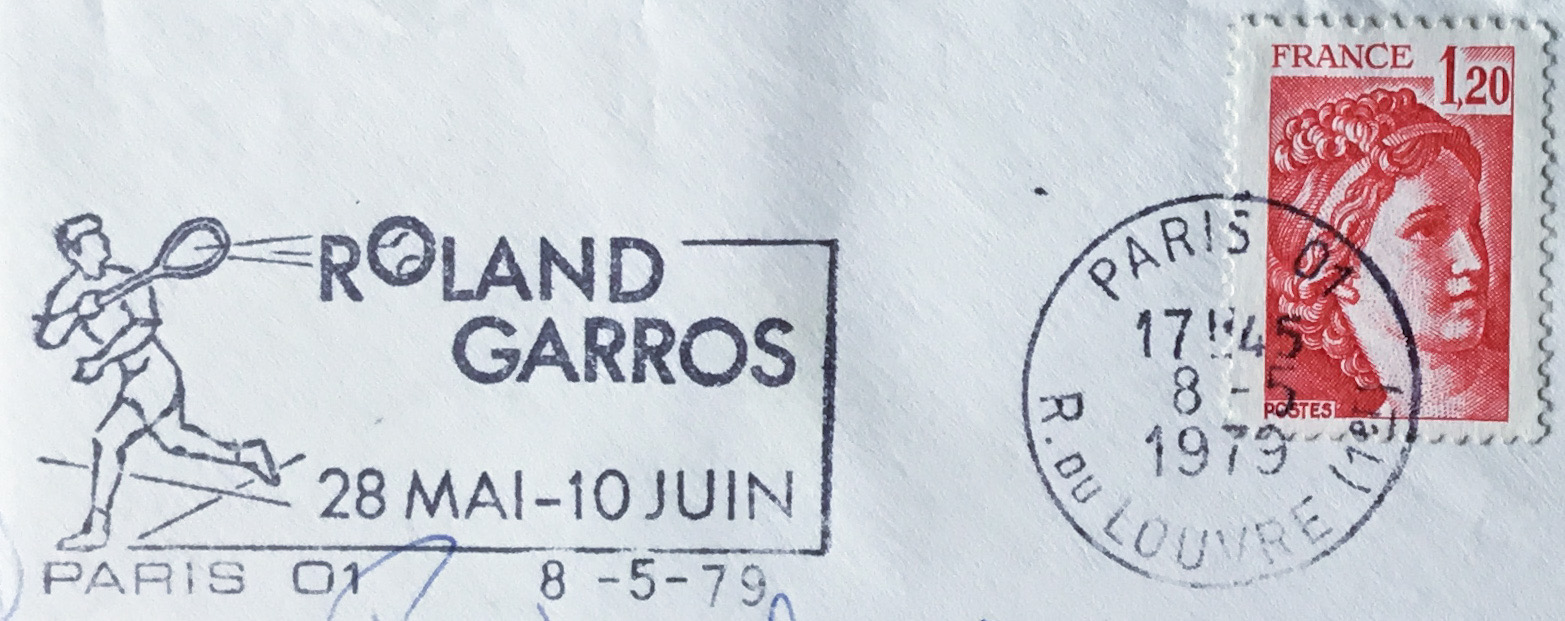 FRANCE 1,20
POSTES
ROLAND
GARROS
28 MAI-10 JUIN
PARIS 01 8 -5-79
PARIS 01
17H45
8 - 5
1979
R. DU LOUVRE (1er)